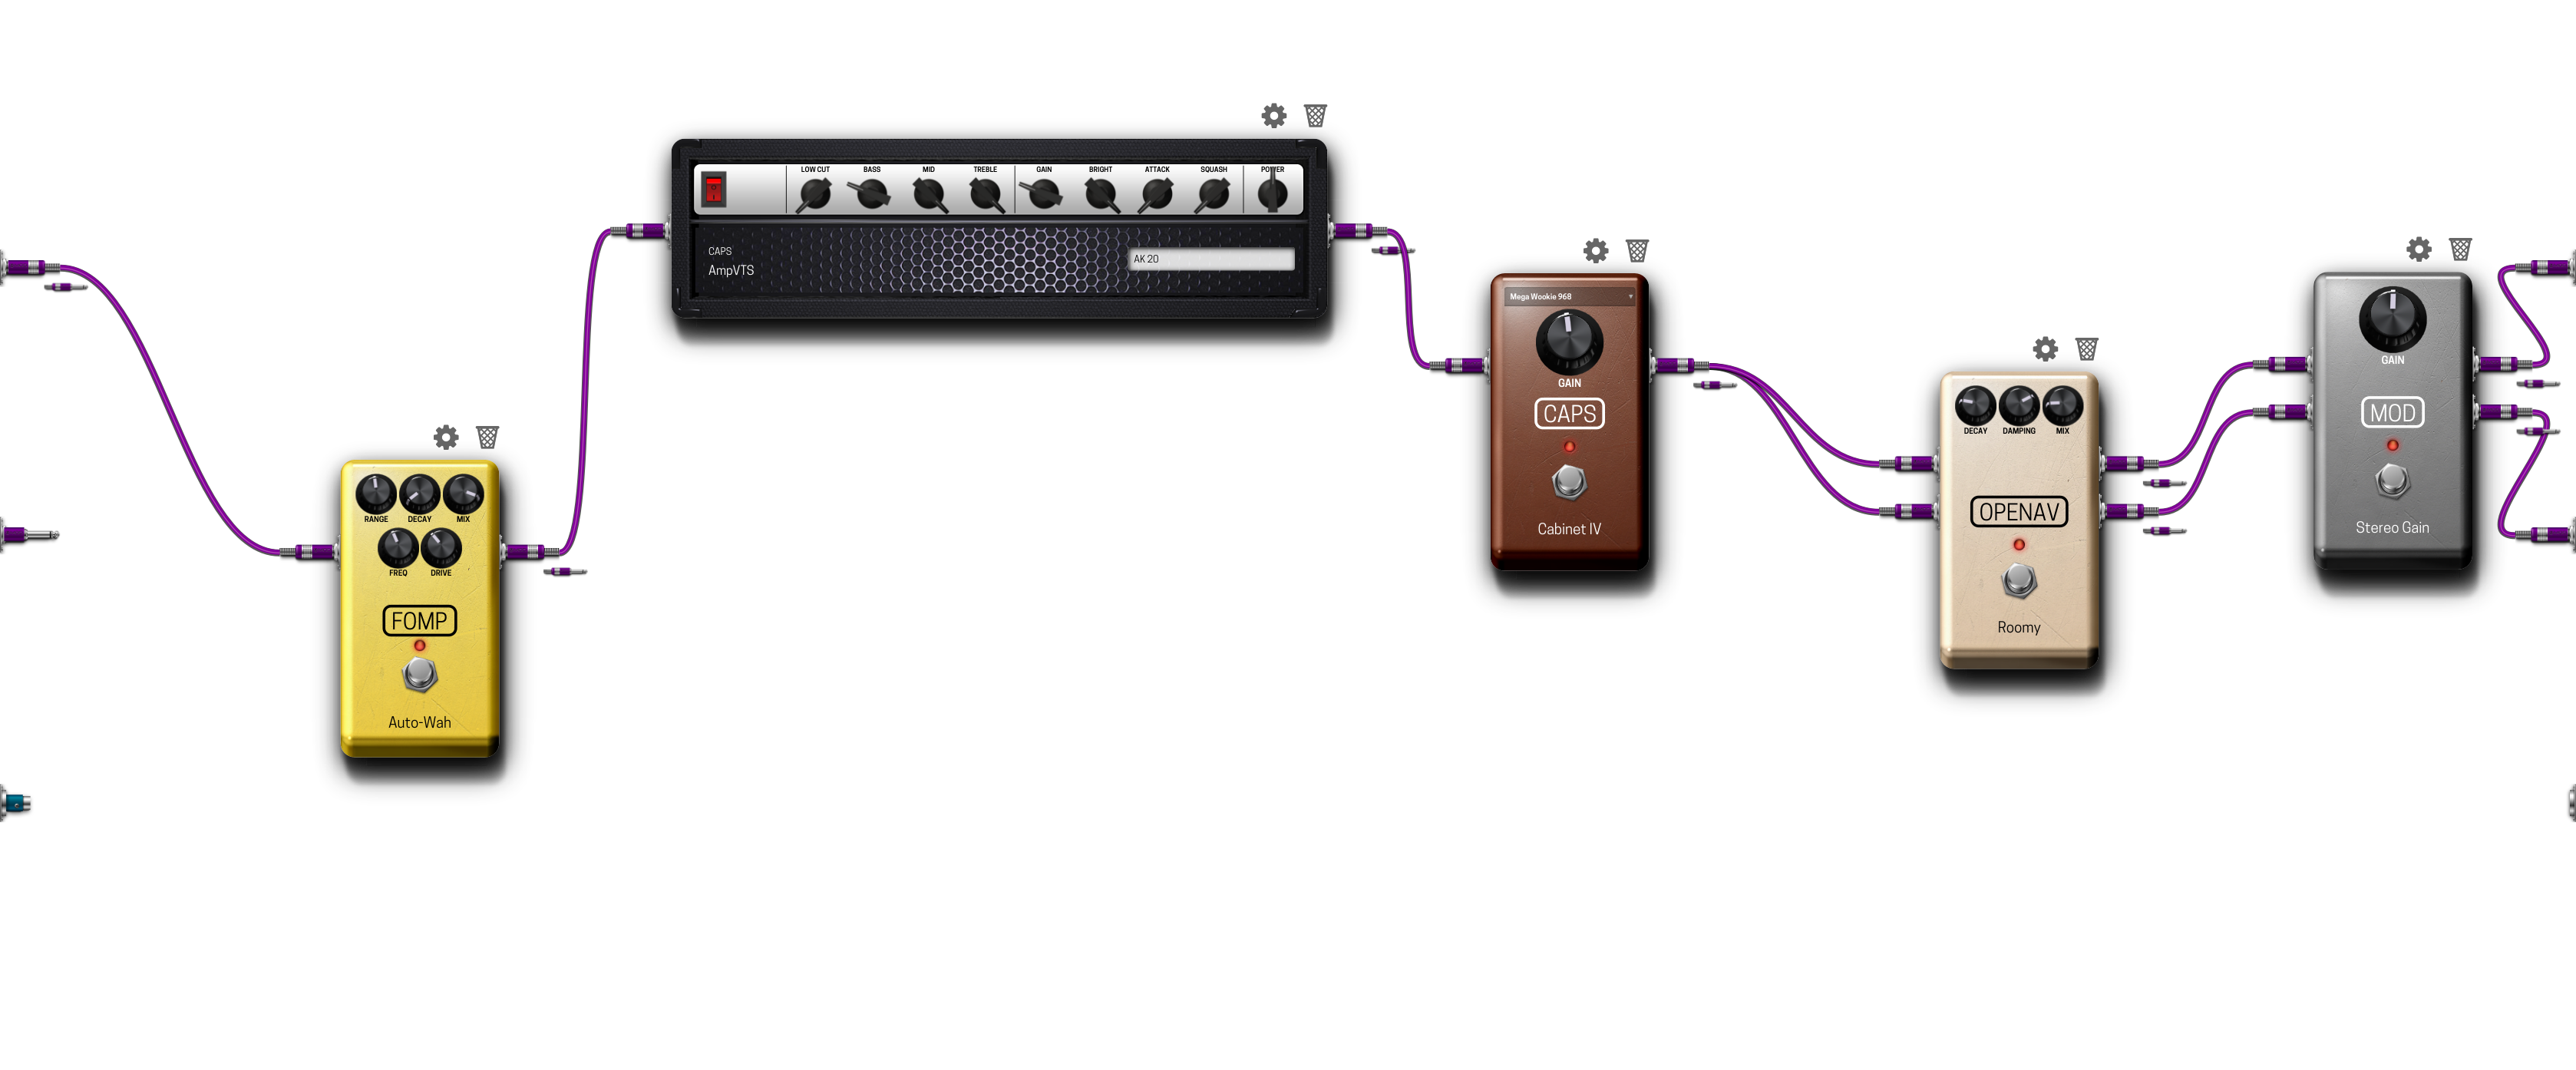 RANGE DECAY MIX
FREQ DRIVE
FOMP
Auto-Wah
LOW CUT BASS MID TREBLE GAIN BRIGHT ATTACK SQUASH POWER
CAPS
AmpVTS
AK 20
Mega Wookie 968
GAIN
CAPS
Cabinet IV
DECAY DAMPING MIX
OPENAV
Roomy
GAIN
MOD
Stereo Gain